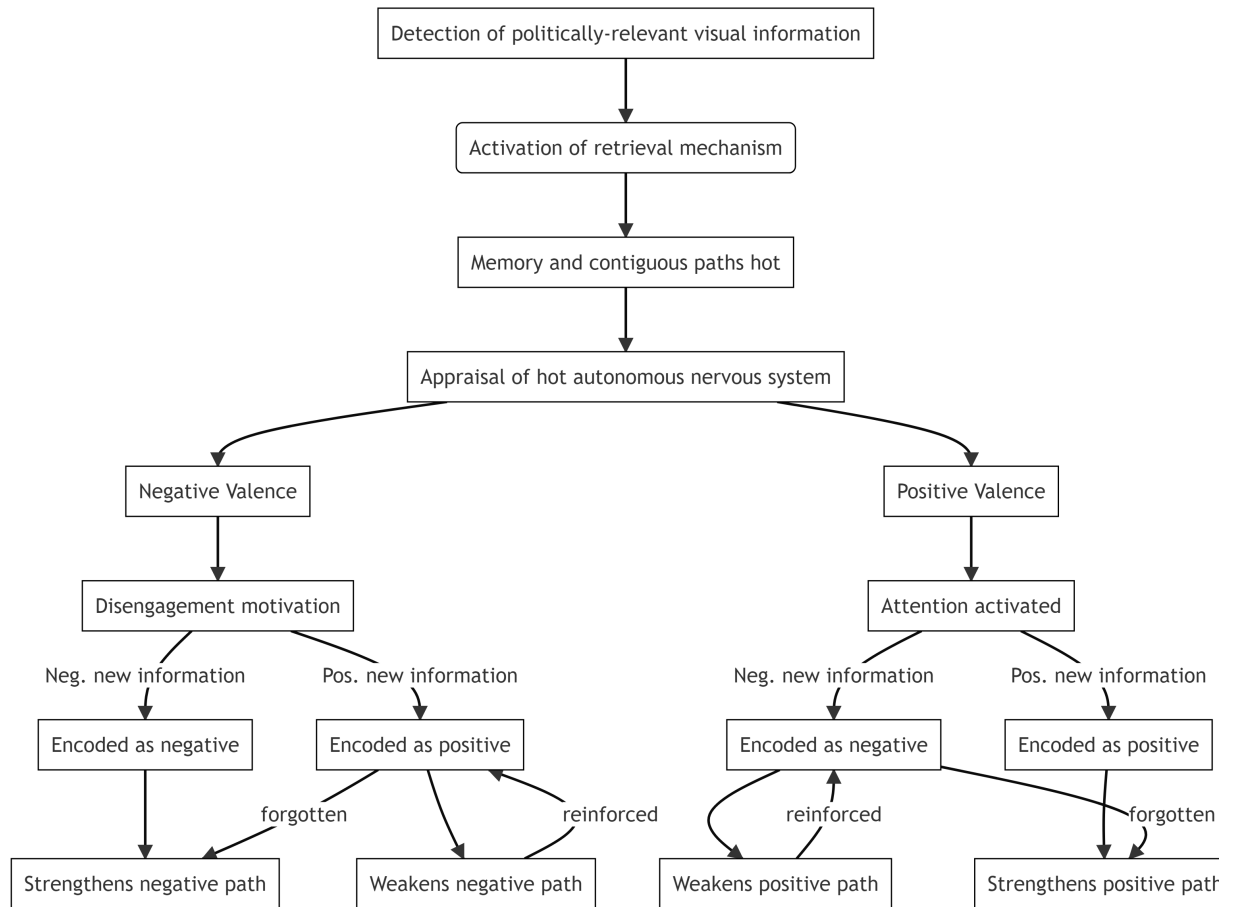 Detection of politically-relevant visual information
Activation of retrieval mechanism
Memory and contiguous paths hot
Appraisal of hot autonomous nervous system
Negative Valence
Positive Valence
Disengagement motivation
Attention activated
Neg. new information
Pos. new information
Neg. new information
Pos. new information
Encoded as negative
Encoded as positive
Encoded as negative
Encoded as positive
forgotten
reinforced
reinforced
forgotten
Strengthens negative path
Weakens negative path
Weakens positive path
Strengthens positive path